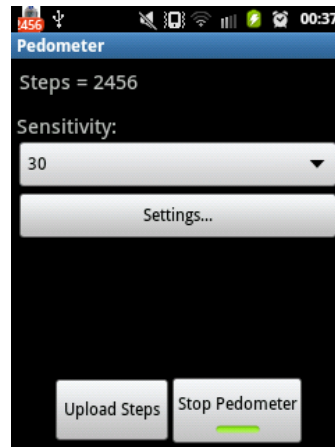 2456
00:37
Pedometer
Steps = 2456
Sensitivity:
30
Settings...
Upload Steps
Stop Pedometer